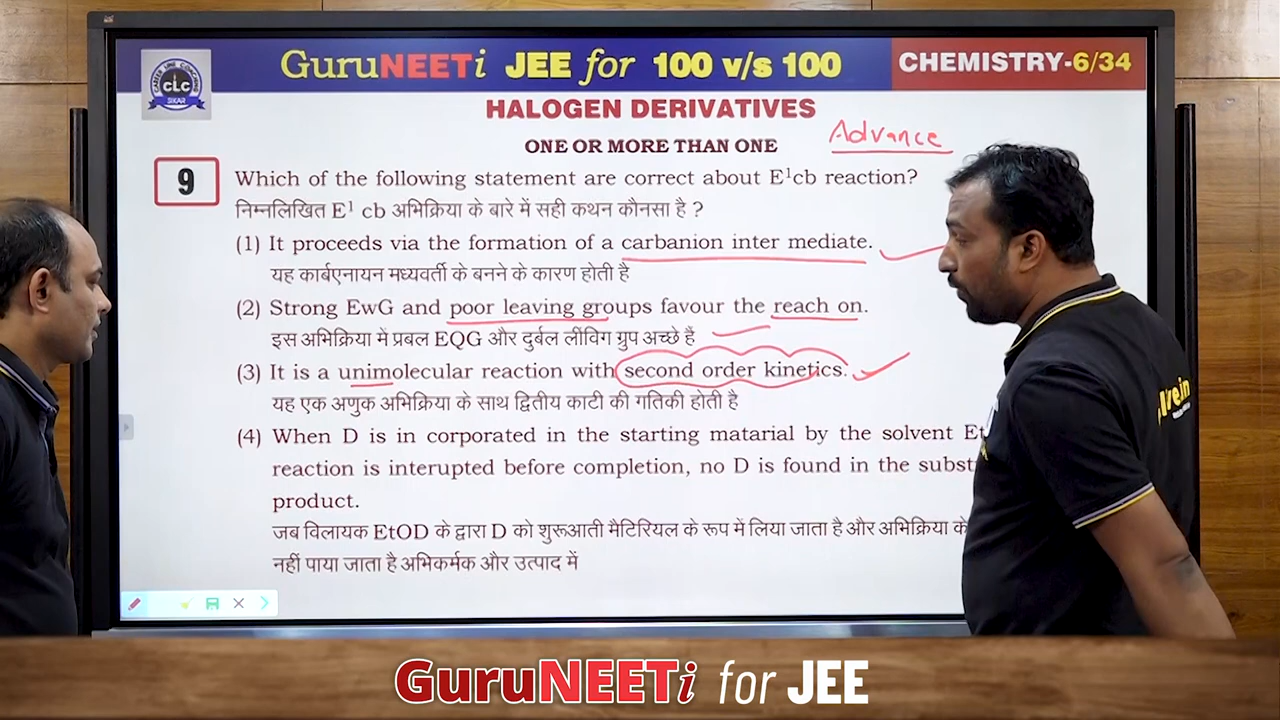 GuruNEETi JEE for 100 v/s 100
CHEMISTRY-6/34
CLC
SIKAR
HALOGEN DERIVATIVES
ONE OR MORE THAN ONE
Advance
9
Which of the following statement are correct about E¹cb reaction?
निम्नलिखित E¹ cb अभिक्रिया के बारे में सही कथन कौनसा है ?
(1) It proceeds via the formation of a carbanion inter mediate.
यह कार्बएनायन मध्यवर्ती के बनने के कारण होती है
(2) Strong EwG and poor leaving groups favour the reach on.
इस अभिक्रिया में प्रबल EQG और दुर्बल लींविग ग्रुप अच्छे हैं
(3) It is a unimolecular reaction with second order kinetics.
यह एक अणुक अभिक्रिया के साथ द्वितीय काटी की गतिकी होती है
(4) When D is in corporated in the starting matarial by the solvent
reaction is interupted before completion, no D is found in the
product.
जब विलायक EtOD के द्वारा D को शुरूआती मैटिरियल के रूप में लिया जाता है और अभिक्रिया के
नहीं पाया जाता है अभिकर्मक और उत्पाद में
GuruNEETi for JEE